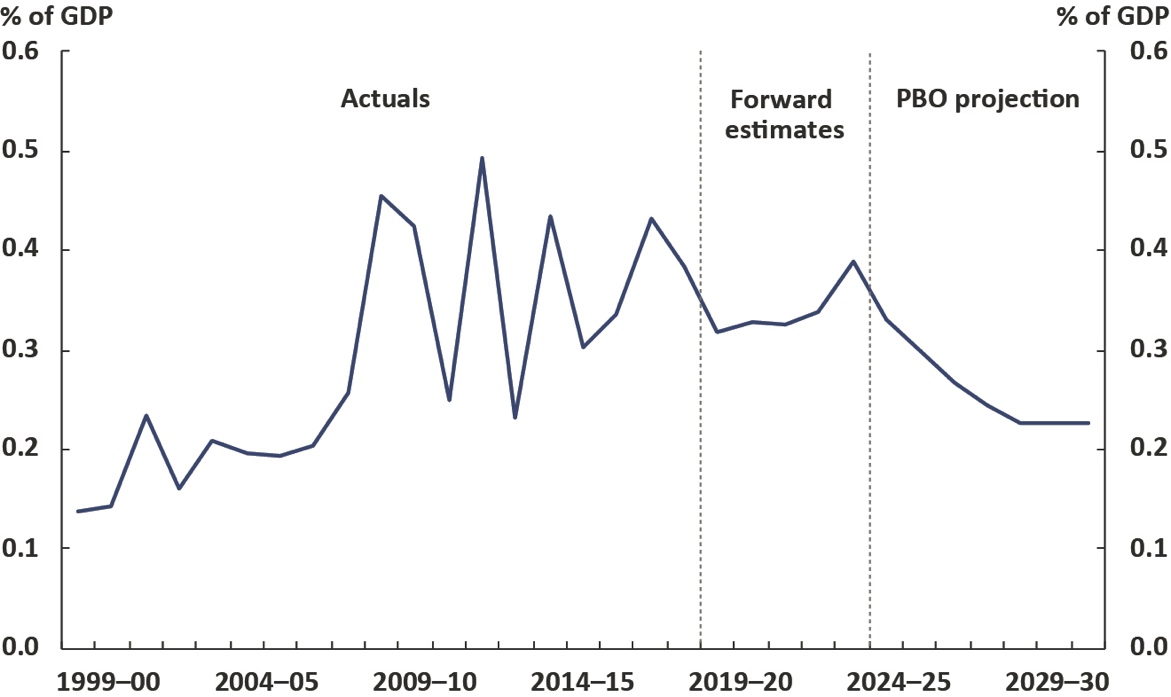 % of GDP % of GDP
0.6 0.6
Actuals Forward estimates PBO projection
0.5 0.5
0.4 0.4
0.3 0.3
0.2 0.2
0.1 0.1
0.0 0.0
1999–00 2004–05 2009–10 2014–15 2019–20 2024–25 2029–30